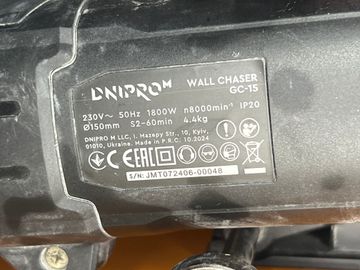 DNIPRO M
WALL CHASER
GC-15
230V~ 50Hz 1800W n8000min⁻¹ IP20
Ø150mm S2-60min 4.4kg
DNIPRO M LLC, I. Mazepy Str., 10, Kyiv,
01010, Ukraine. Made in P.R.C. 10.2024
S/N: JMT072406-00048